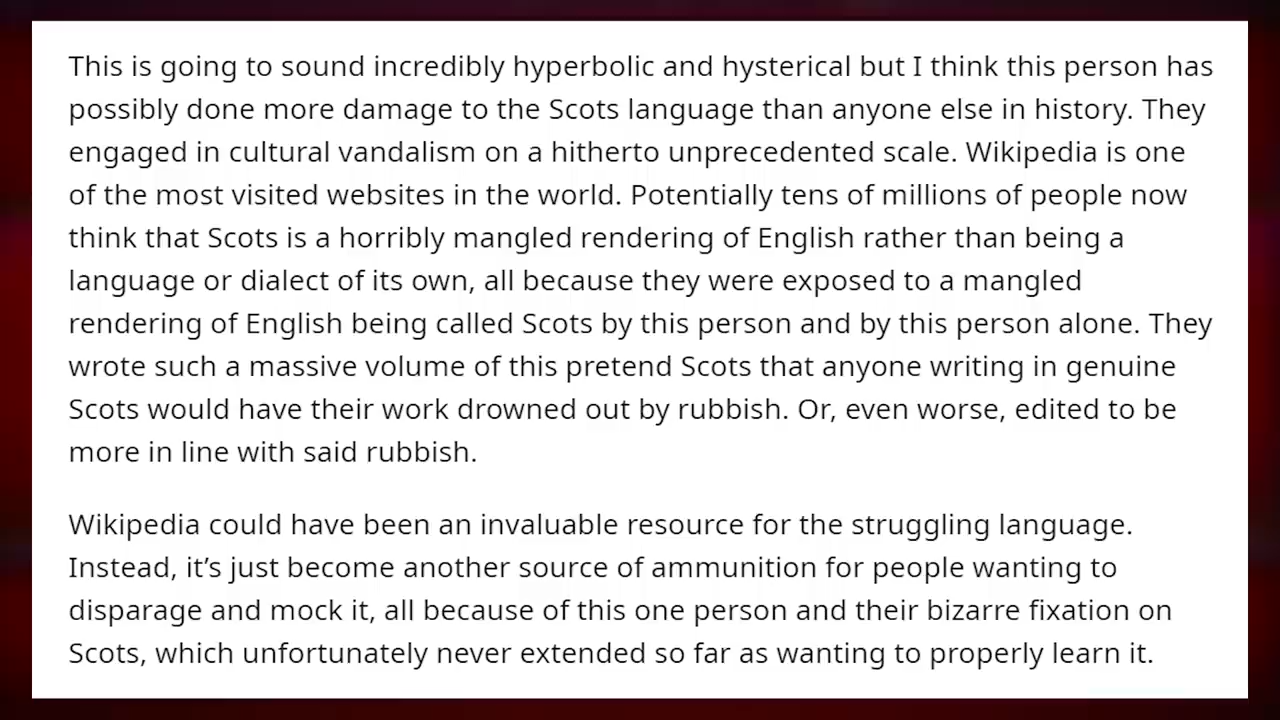 This is going to sound incredibly hyperbolic and hysterical but I think this person has
possibly done more damage to the Scots language than anyone else in history. They
engaged in cultural vandalism on a hitherto unprecedented scale. Wikipedia is one
of the most visited websites in the world. Potentially tens of millions of people now
think that Scots is a horribly mangled rendering of English rather than being a
language or dialect of its own, all because they were exposed to a mangled
rendering of English being called Scots by this person and by this person alone. They
wrote such a massive volume of this pretend Scots that anyone writing in genuine
Scots would have their work drowned out by rubbish. Or, even worse, edited to be
more in line with said rubbish.
Wikipedia could have been an invaluable resource for the struggling language.
Instead, it’s just become another source of ammunition for people wanting to
disparage and mock it, all because of this one person and their bizarre fixation on
Scots, which unfortunately never extended so far as wanting to properly learn it.